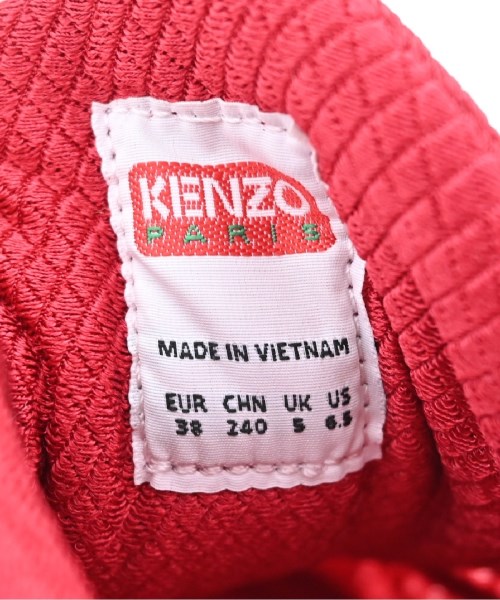 KENZO
PARIS
MADE IN VIETNAM
EUR CHN UK US
38 240 5 6.5